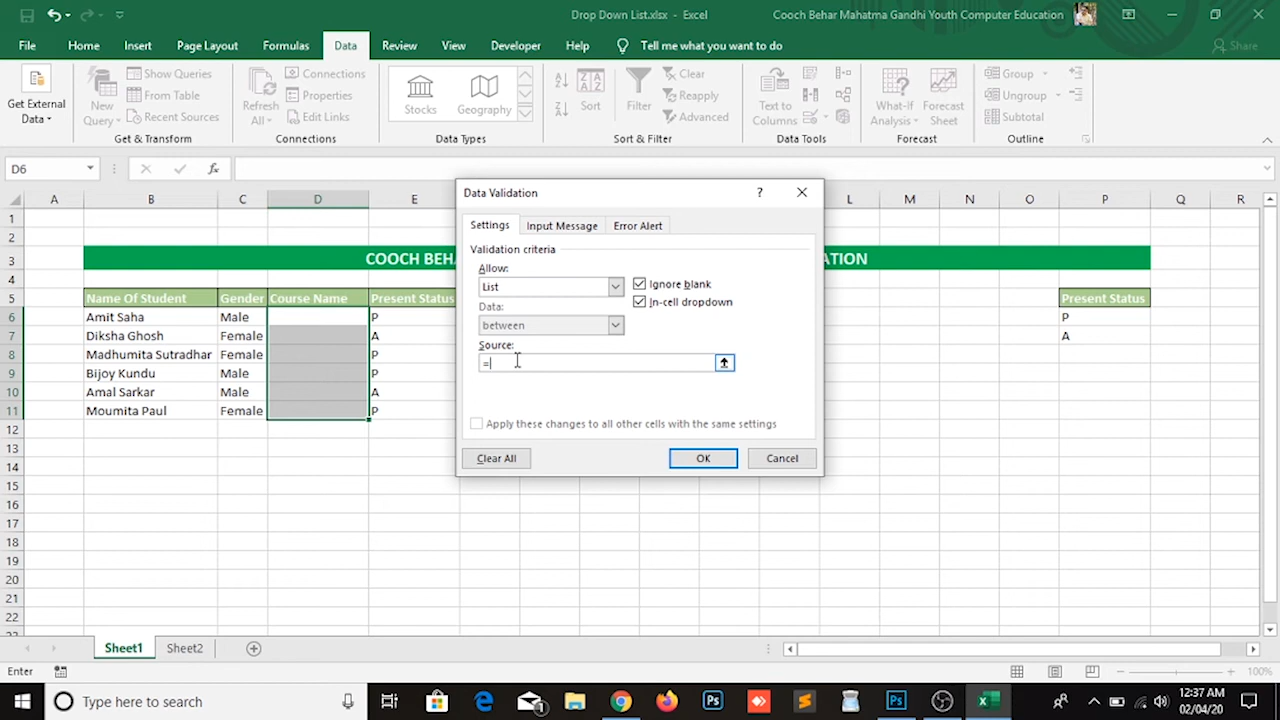 Drop Down List.xlsx - Excel
Cooch Behar Mahatma Gandhi Youth Computer Education
File Home Insert Page Layout Formulas Data Review View Developer Help Tell me what you want to do Share
Get External Data
New Query
Show Queries
From Table
Recent Sources
Get & Transform
Refresh All
Connections
Properties
Edit Links
Connections
Stocks
Geography
Data Types
Sort
Filter
Clear
Reapply
Advanced
Sort & Filter
Text to Columns
Data Tools
What-If Analysis
Forecast Sheet
Forecast
Group
Ungroup
Subtotal
Outline
D6 fx
A B C D E L M N O P Q R
1
2
3 COOCH BEH ATION
4
5 Name Of Student Gender Course Name Present Status Present Status
6 Amit Saha Male P P
7 Diksha Ghosh Female A A
8 Madhumita Sutradhar Female P
9 Bijoy Kundu Male P
10 Amal Sarkar Male A
11 Moumita Paul Female P
12
13
14
15
16
17
18
19
20
21
22
Data Validation ?
Settings Input Message Error Alert
Validation criteria
Allow:
List
Ignore blank
In-cell dropdown
Data:
between
Source:
=
Apply these changes to all other cells with the same settings
Clear All OK Cancel
Sheet1 Sheet2
Enter 100%
Type here to search
12:37 AM
02/04/20